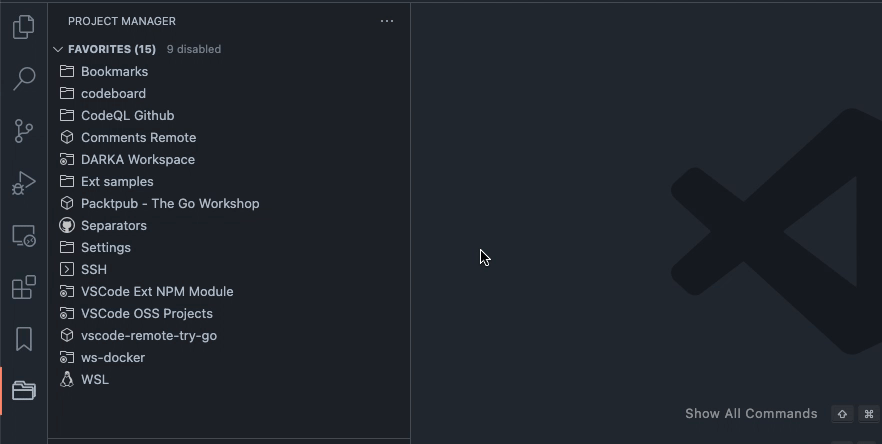 PROJECT MANAGER
FAVORITES (15) 9 disabled
Bookmarks
codeboard
CodeQL Github
Comments Remote
DARKA Workspace
Ext samples
Packtpub - The Go Workshop
Separators
Settings
SSH
VSCode Ext NPM Module
VSCode OSS Projects
vscode-remote-try-go
ws-docker
WSL
Show All Commands ⇧ ⌘